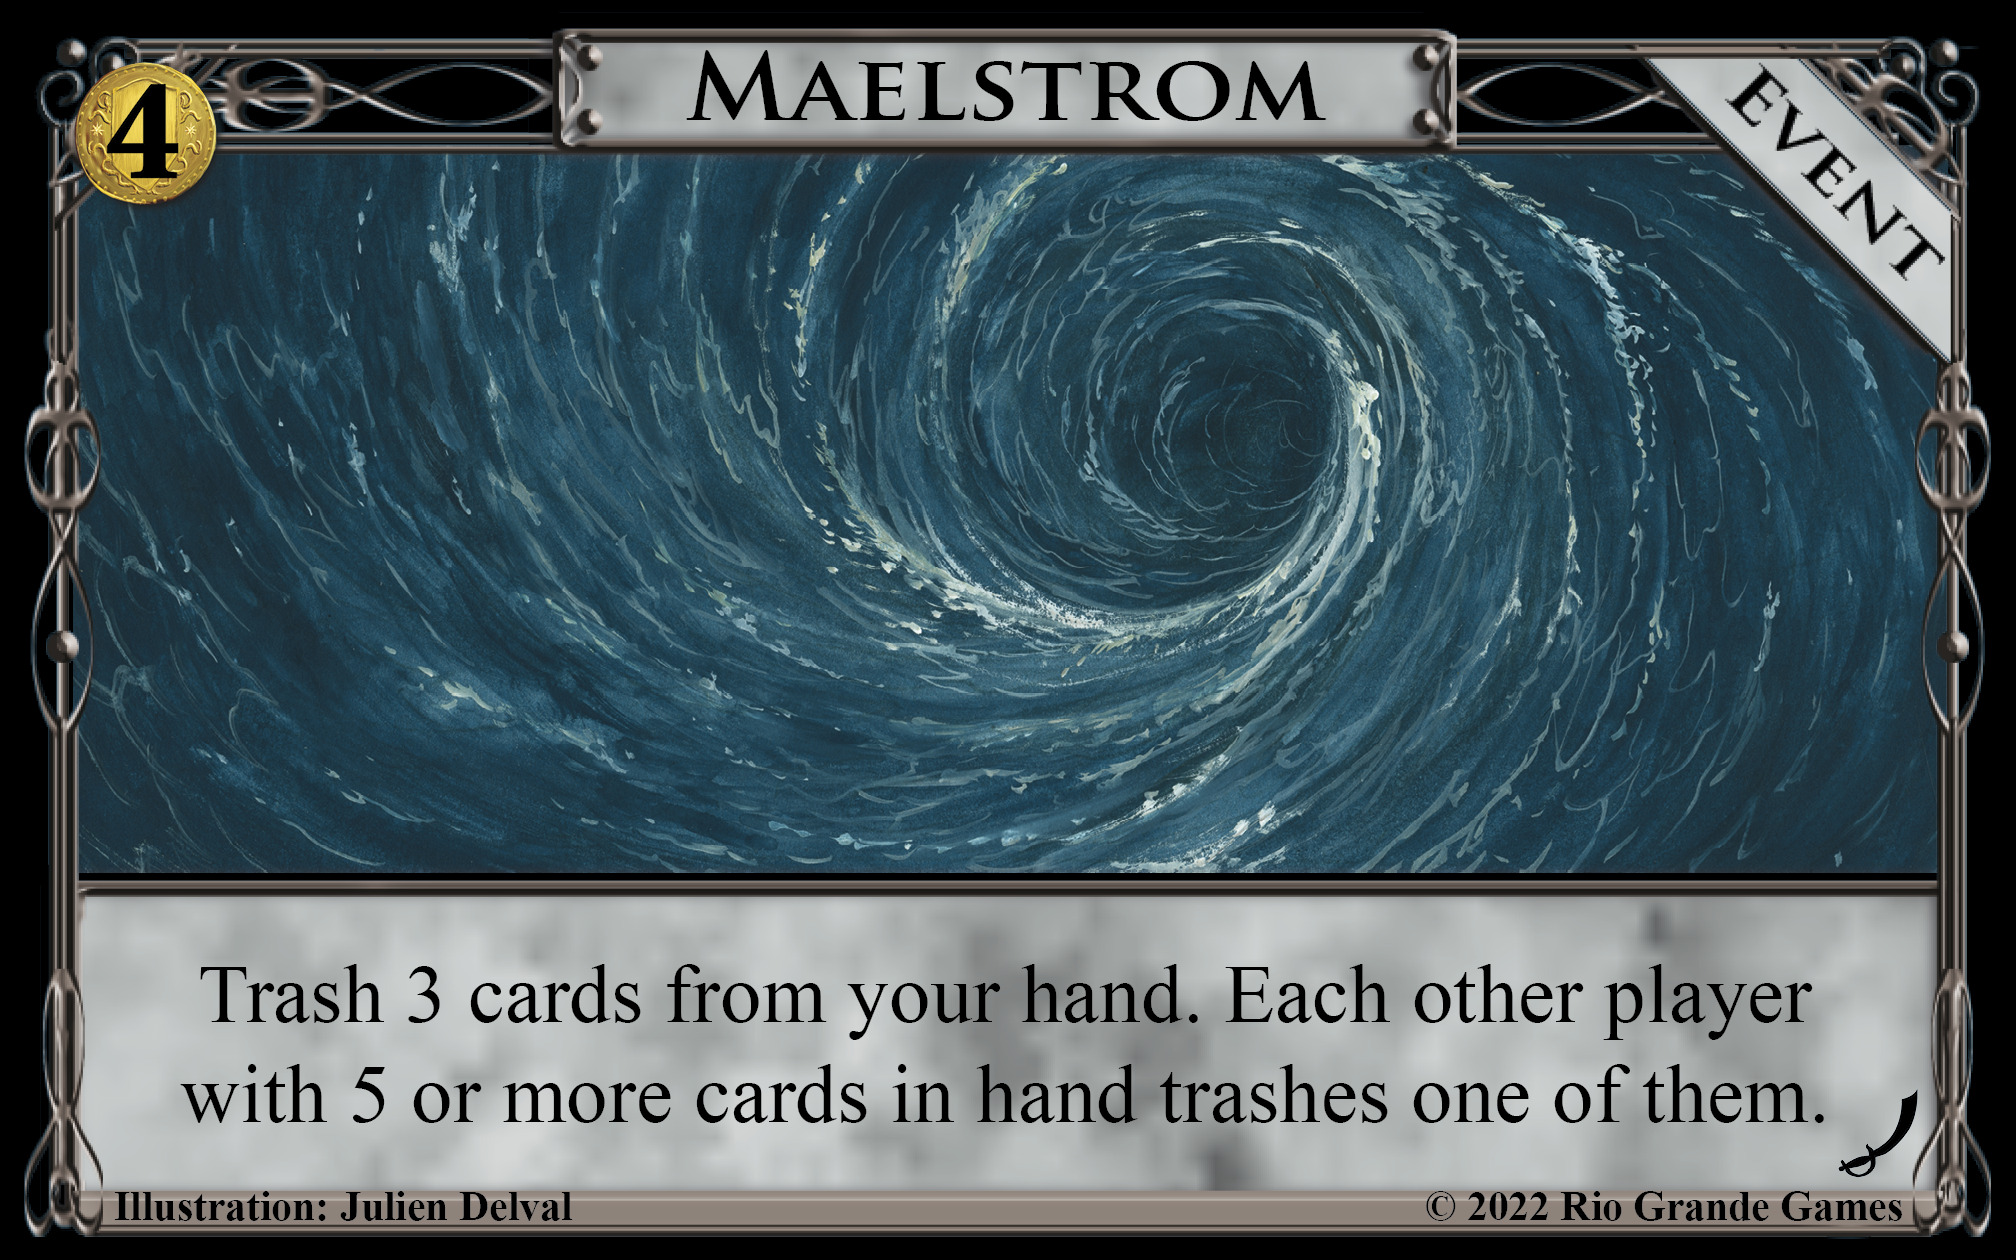 4
MAELSTROM
EVENT
Trash 3 cards from your hand. Each other player
with 5 or more cards in hand trashes one of them.
Illustration: Julien Delval
© 2022 Rio Grande Games